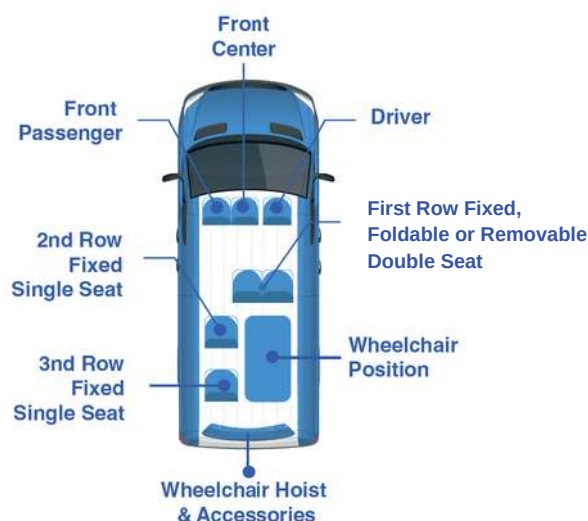 Front
Center
Front
Passenger
Driver
First Row Fixed,
Foldable or Removable
Double Seat
2nd Row
Fixed
Single Seat
Wheelchair
Position
3nd Row
Fixed
Single Seat
Wheelchair Hoist
& Accessories